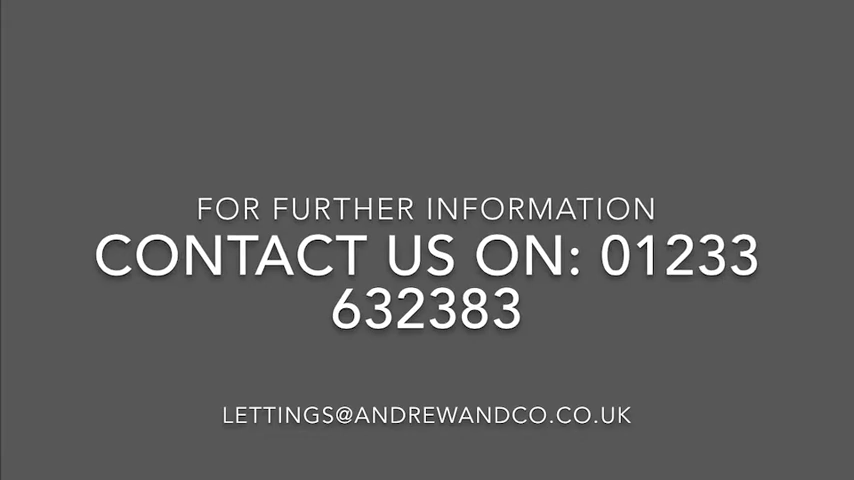 FOR FURTHER INFORMATION
CONTACT US ON: 01233
632383
LETTINGS@ANDREWANDCO.CO.UK